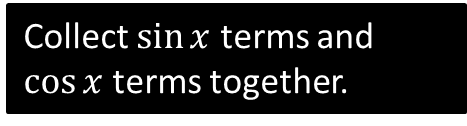 Collect sin x terms and
cos x terms together.